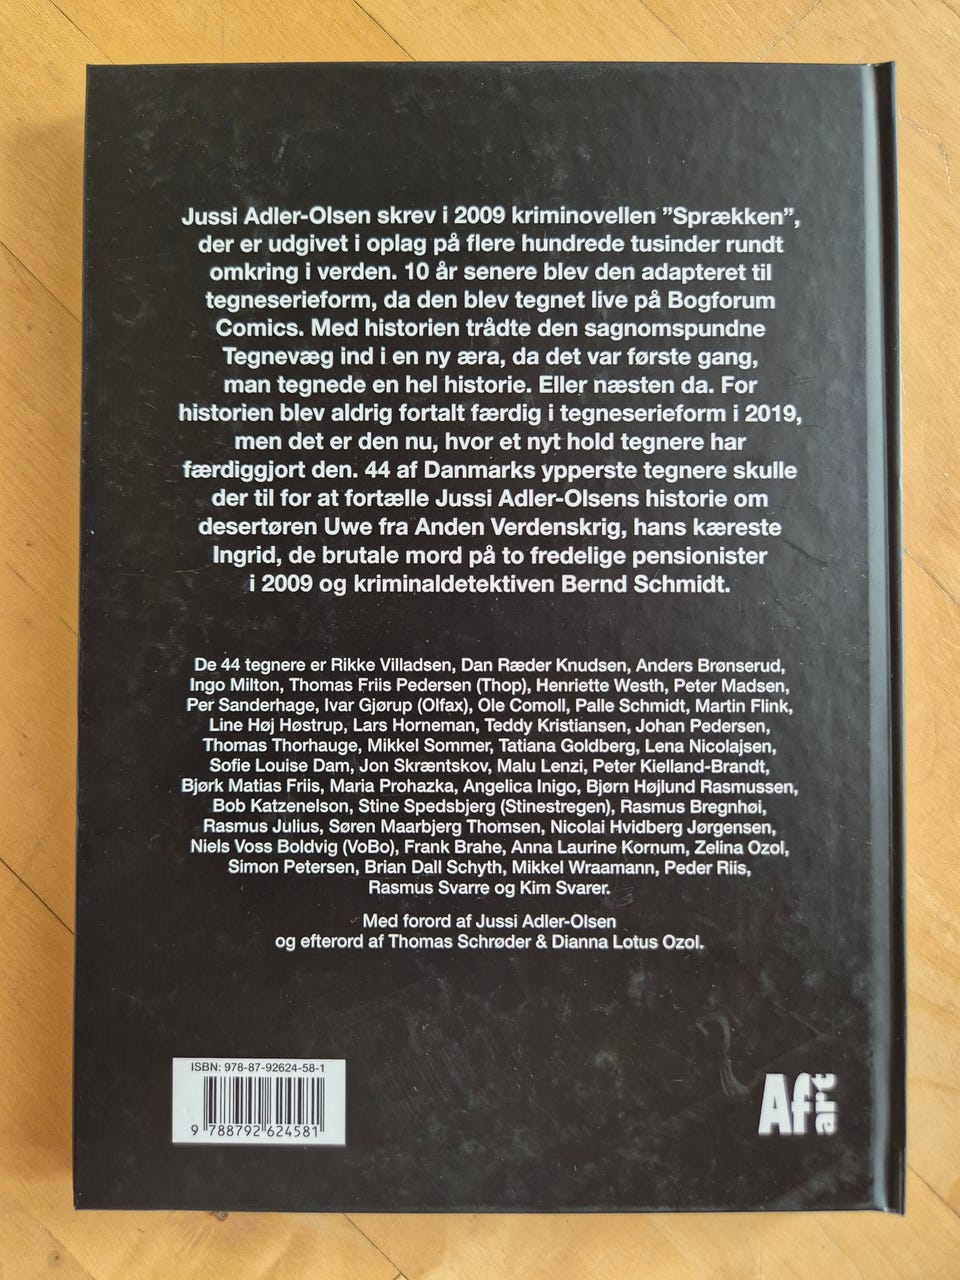 Jussi Adler-Olsen skrev i 2009 kriminovellen ”Sprækken”,
der er udgivet i oplag på flere hundrede tusinder rundt
omkring i verden. 10 år senere blev den adapteret til
tegneserieform, da den blev tegnet live på Bogforum
Comics. Med historien trådte den sagnomspundne
Tegnevæg ind i en ny æra, da det var første gang,
man tegnede en hel historie. Eller næsten da. For
historien blev aldrig fortalt færdig i tegneserieform i 2019,
men det er den nu, hvor et nyt hold tegnere har
færdiggjort den. 44 af Danmarks ypperste tegnere skulle
der til for at fortælle Jussi Adler-Olsens historie om
desertøren Uwe fra Anden Verdenskrig, hans kæreste
Ingrid, de brutale mord på to fredelige pensionister
i 2009 og kriminaldetektiven Bernd Schmidt.
De 44 tegnere er Rikke Villadsen, Dan Ræder Knudsen, Anders Brønserud,
Ingo Milton, Thomas Friis Pedersen (Thop), Henriette Westh, Peter Madsen,
Per Sanderhage, Ivar Gjørup (Olfax), Ole Comoll, Palle Schmidt, Martin Flink,
Line Høj Høstrup, Lars Horneman, Teddy Kristiansen, Johan Pedersen,
Thomas Thorhauge, Mikkel Sommer, Tatiana Goldberg, Lena Nicolajsen,
Sofie Louise Dam, Jon Skræntskov, Malu Lenzi, Peter Kielland-Brandt,
Bjørk Matias Friis, Maria Prohazka, Angelica Inigo, Bjørn Højlund Rasmussen,
Bob Katzenelson, Stine Spedsbjerg (Stinestregen), Rasmus Bregnhøi,
Rasmus Julius, Søren Maarbjerg Thomsen, Nicolai Hvidberg Jørgensen,
Niels Voss Boldvig (VoBo), Frank Brahe, Anna Laurine Kornum, Zelina Ozol,
Simon Petersen, Brian Dall Schyth, Mikkel Wraamann, Peder Riis,
Rasmus Svarre og Kim Svarer.
Med forord af Jussi Adler-Olsen
og efterord af Thomas Schrøder & Dianna Lotus Ozol.
ISBN: 978-87-92624-58-1
9 788792 624581
Af art